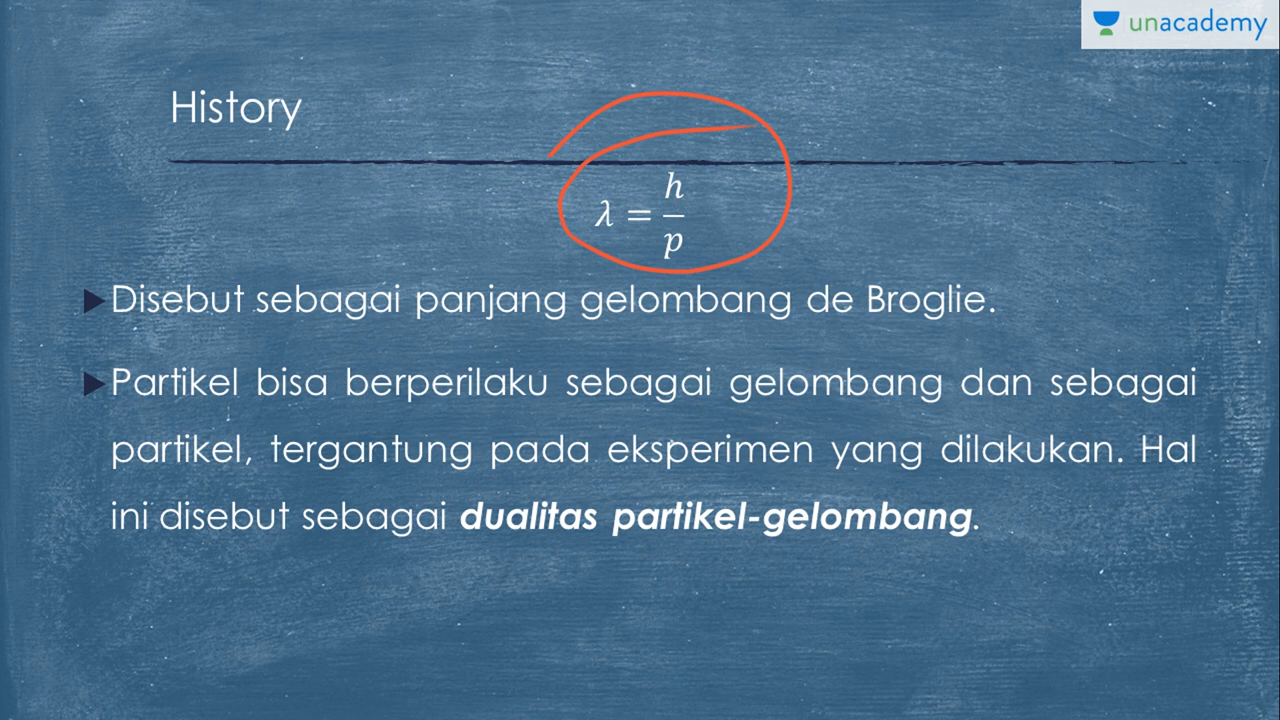 unacademy
History
λ = h/p
Disebut sebagai panjang gelombang de Broglie.
Partikel bisa berperilaku sebagai gelombang dan sebagai
partikel, tergantung pada eksperimen yang dilakukan. Hal
ini disebut sebagai dualitas partikel-gelombang.